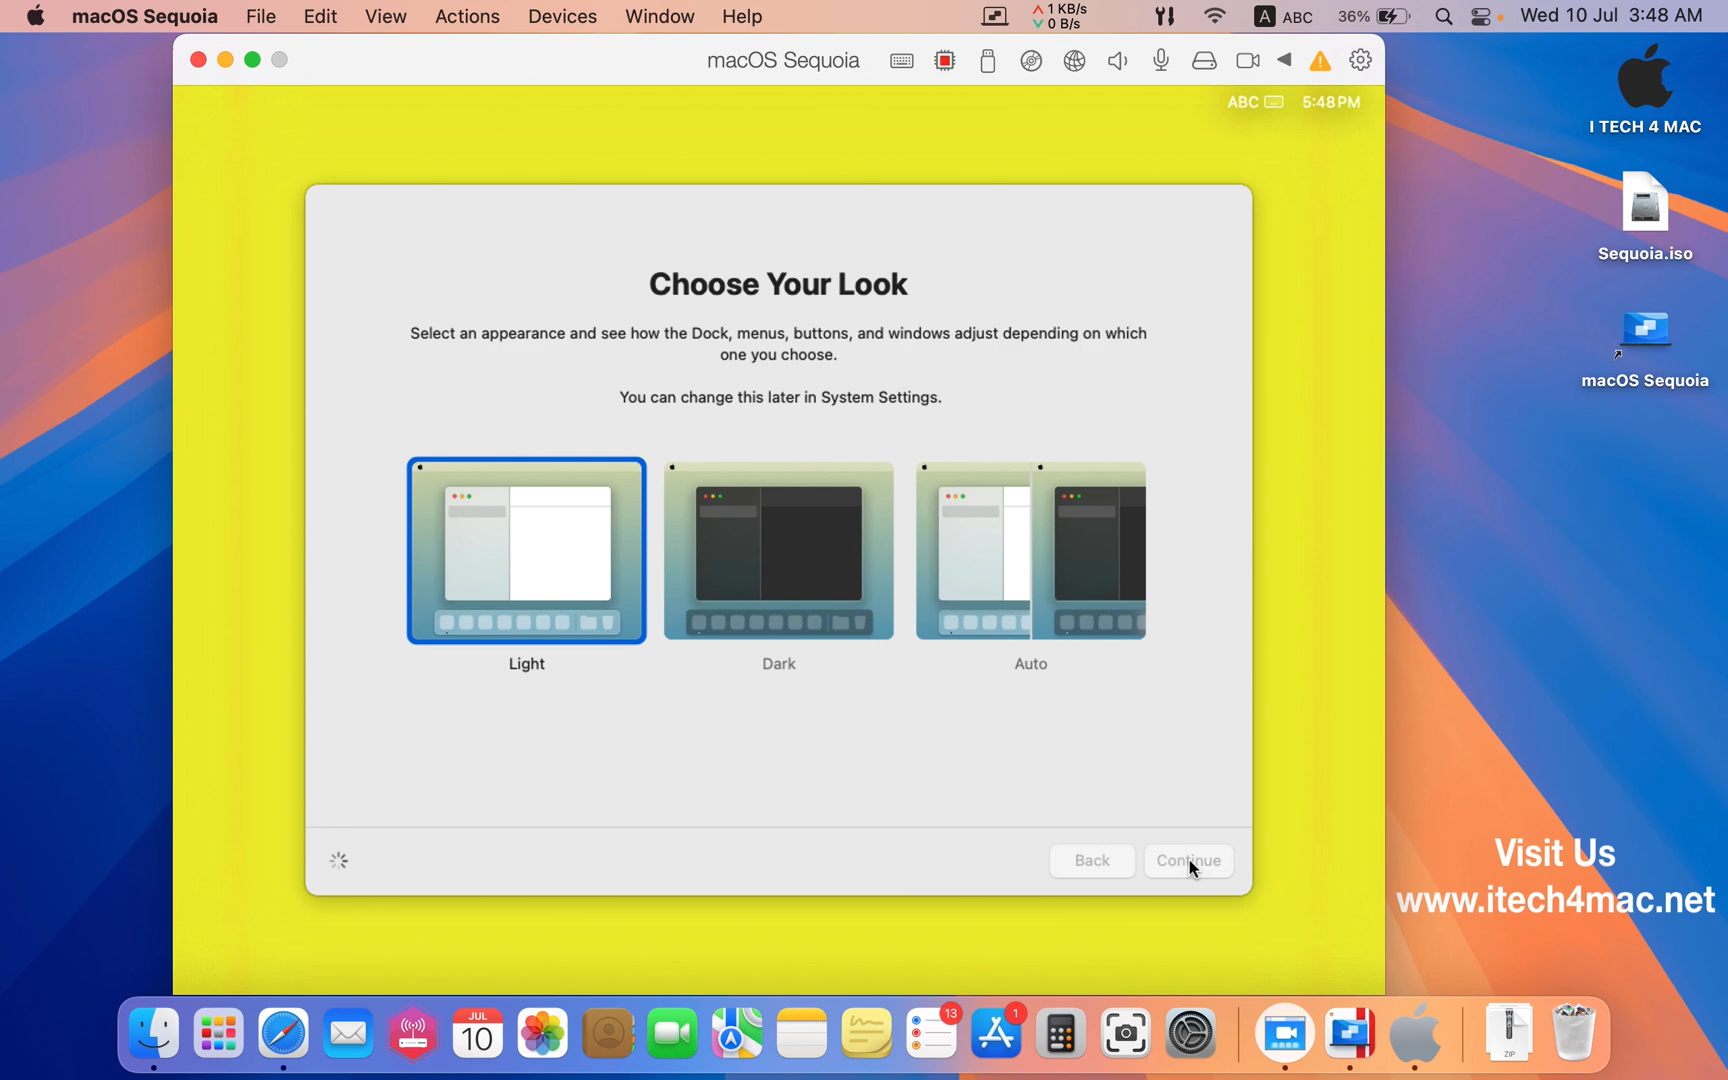 macOS Sequoia File Edit View Actions Devices Window Help 1 KB/s 0 B/s A ABC 36% Wed 10 Jul 3:48 AM
macOS Sequoia
ABC 5:48 PM
I TECH 4 MAC
Sequoia.iso
macOS Sequoia
Choose Your Look
Select an appearance and see how the Dock, menus, buttons, and windows adjust depending on which
one you choose.
You can change this later in System Settings.
Light Dark Auto
Back Continue
Visit Us
www.itech4mac.net
JUL
10
13
1
ZIP